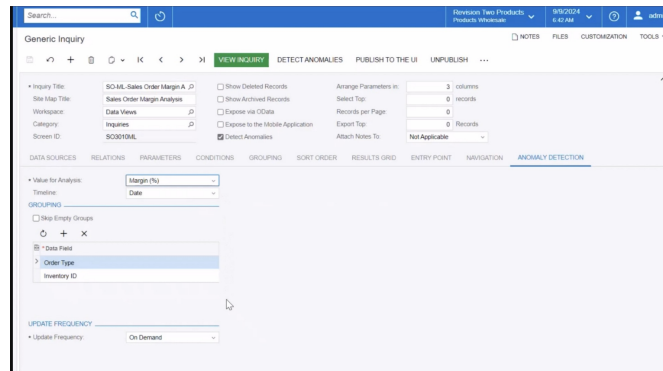 Search...
Revision Two Products
Products Wholesale
9/9/2024
6:42 AM
adm
Generic Inquiry
NOTES FILES CUSTOMIZATION TOOLS
VIEW INQUIRY DETECT ANOMALIES PUBLISH TO THE UI UNPUBLISH ...
* Inquiry Title: SO-ML-Sales Order Margin A
Show Deleted Records
Arrange Parameters in: 3 columns
Site Map Title: Sales Order Margin Analysis
Show Archived Records
Select Top: 0 records
Workspace: Data Views
Expose via OData
Records per Page: 0
Category: Inquiries
Expose to the Mobile Application
Export Top: 0 Records
Screen ID: SO3010ML
Detect Anomalies
Attach Notes To: Not Applicable
DATA SOURCES RELATIONS PARAMETERS CONDITIONS GROUPING SORT ORDER RESULTS GRID ENTRY POINT NAVIGATION ANOMALY DETECTION
* Value for Analysis: Margin (%)
Timeline: Date
GROUPING
Skip Empty Groups
* Data Field
Order Type
Inventory ID
UPDATE FREQUENCY
* Update Frequency: On Demand